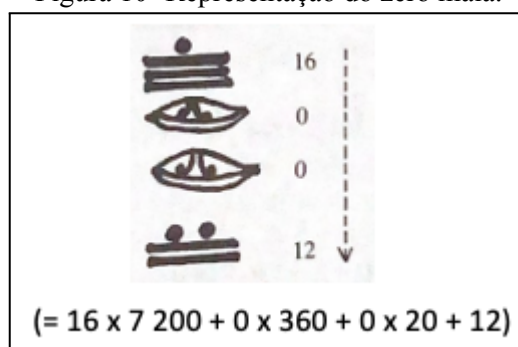 Figura 10- Representação do zero maia.
16
0
0
12
(= 16 x 7 200 + 0 x 360 + 0 x 20 + 12)